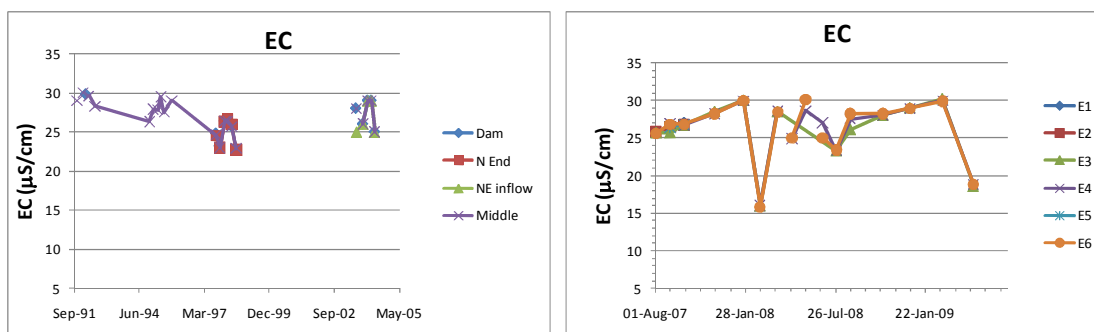 EC
EC (µS/cm)
35
30
25
20
15
10
5
Sep-91 Jun-94 Mar-97 Dec-99 Sep-02 May-05
Dam
N End
NE inflow
Middle
EC
EC (µS/cm)
35
30
25
20
15
10
5
01-Aug-07 28-Jan-08 26-Jul-08 22-Jan-09
E1
E2
E3
E4
E5
E6